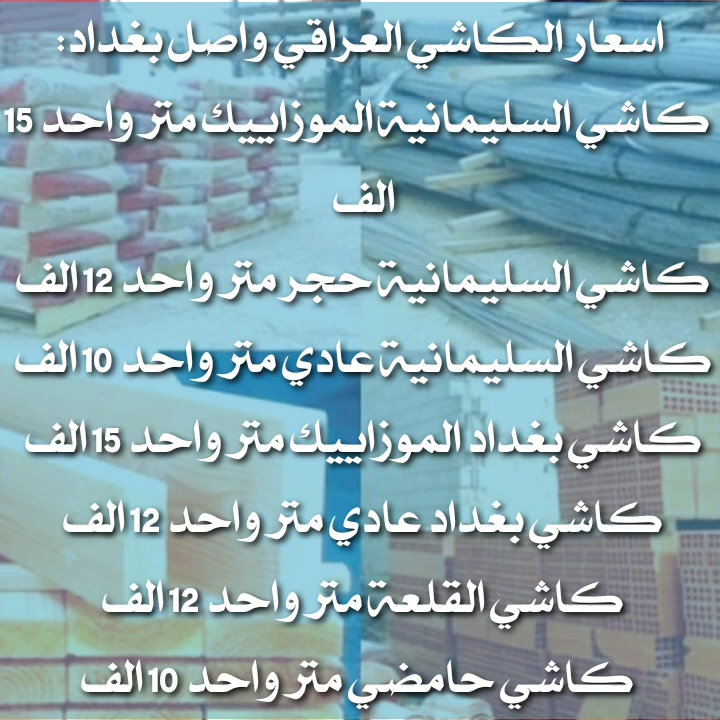 اسعار الكاشي العراقي واصل بغداد:
كاشي السليمانية الموزاييك متر واحد 15
الف
كاشي السليمانية حجر متر واحد 12 الف
كاشي السليمانية عادي متر واحد 10 الف
كاشي بغداد الموزاييك متر واحد 15 الف
كاشي بغداد عادي متر واحد 12 الف
كاشي القلعة متر واحد 12 الف
كاشي حامضي متر واحد 10 الف